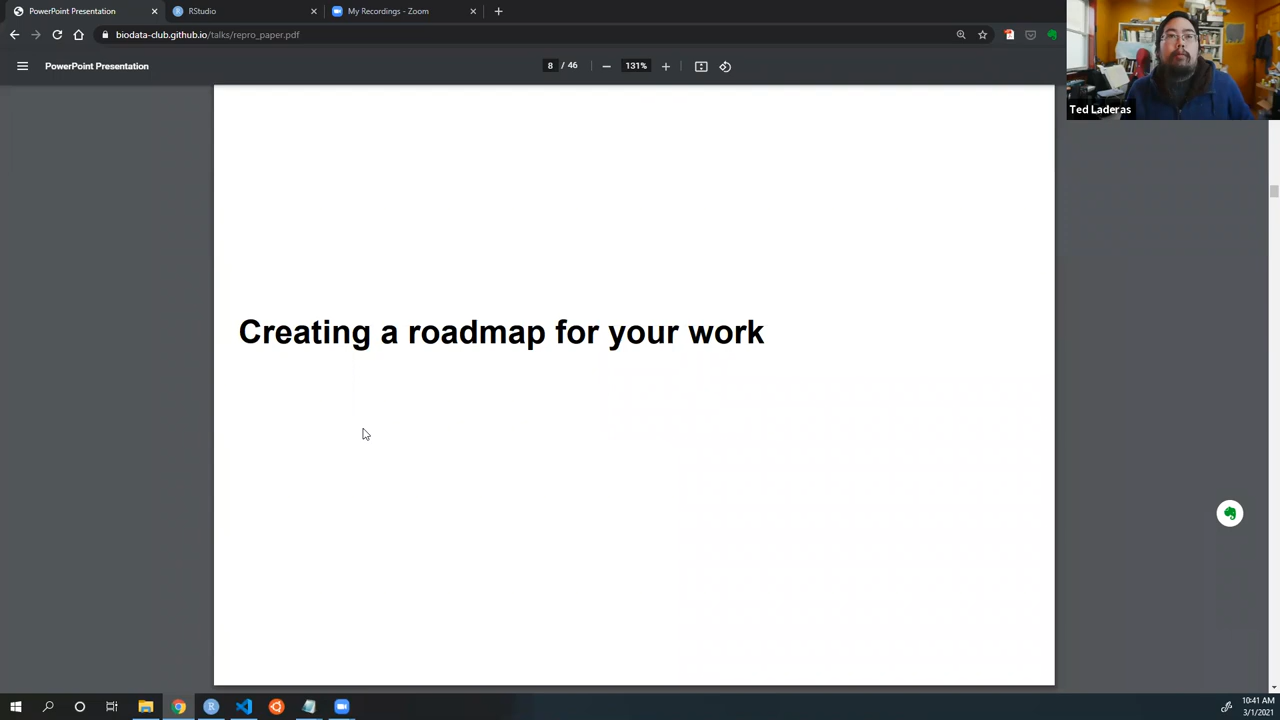 PowerPoint Presentation
RStudio
My Recordings - Zoom
biodata-club.github.io/talks/repro_paper.pdf
PowerPoint Presentation
8 / 46
131%
Ted Laderas
Creating a roadmap for your work
10:41 AM
3/1/2021